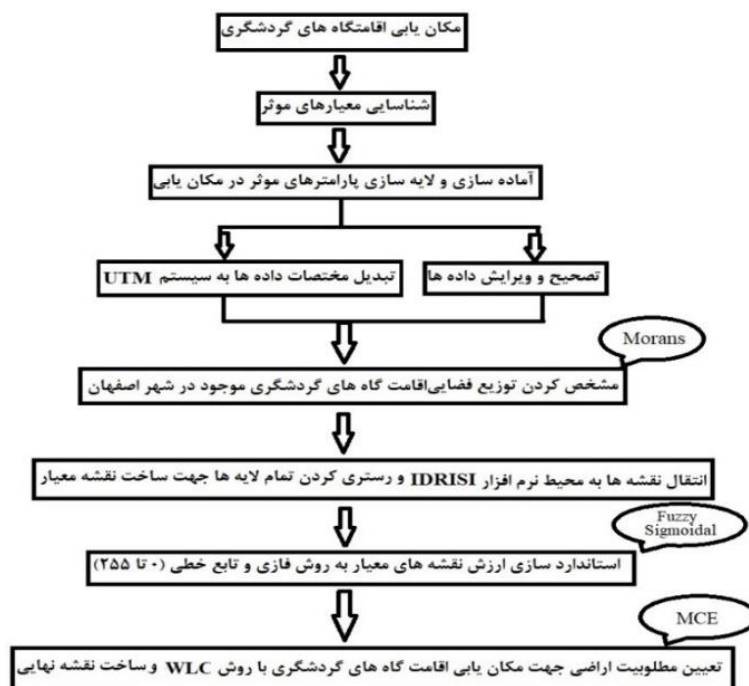 مکان یابی اقامتگاه های گردشگری
شناسایی معیارهای موثر
آماده سازی و لایه سازی پارامترهای موثر در مکان یابی
تصحیح و ویرایش داده ها
تبدیل مختصات داده ها به سیستم UTM
Morans
مشخص کردن توزیع فضایی‌اقامت گاه های گردشگری موجود در شهر اصفهان
انتقال نقشه ها به محیط نرم افزار IDRISI و رستری کردن تمام لایه ها جهت ساخت نقشه معیار
Fuzzy
Sigmoidal
استاندارد سازی ارزش نقشه های معیار به روش فازی و تابع خطی (۰ تا ۲۵۵)
MCE
تعیین مطلوبیت اراضی جهت مکان یابی اقامت گاه های گردشگری با روش WLC و ساخت نقشه نهایی